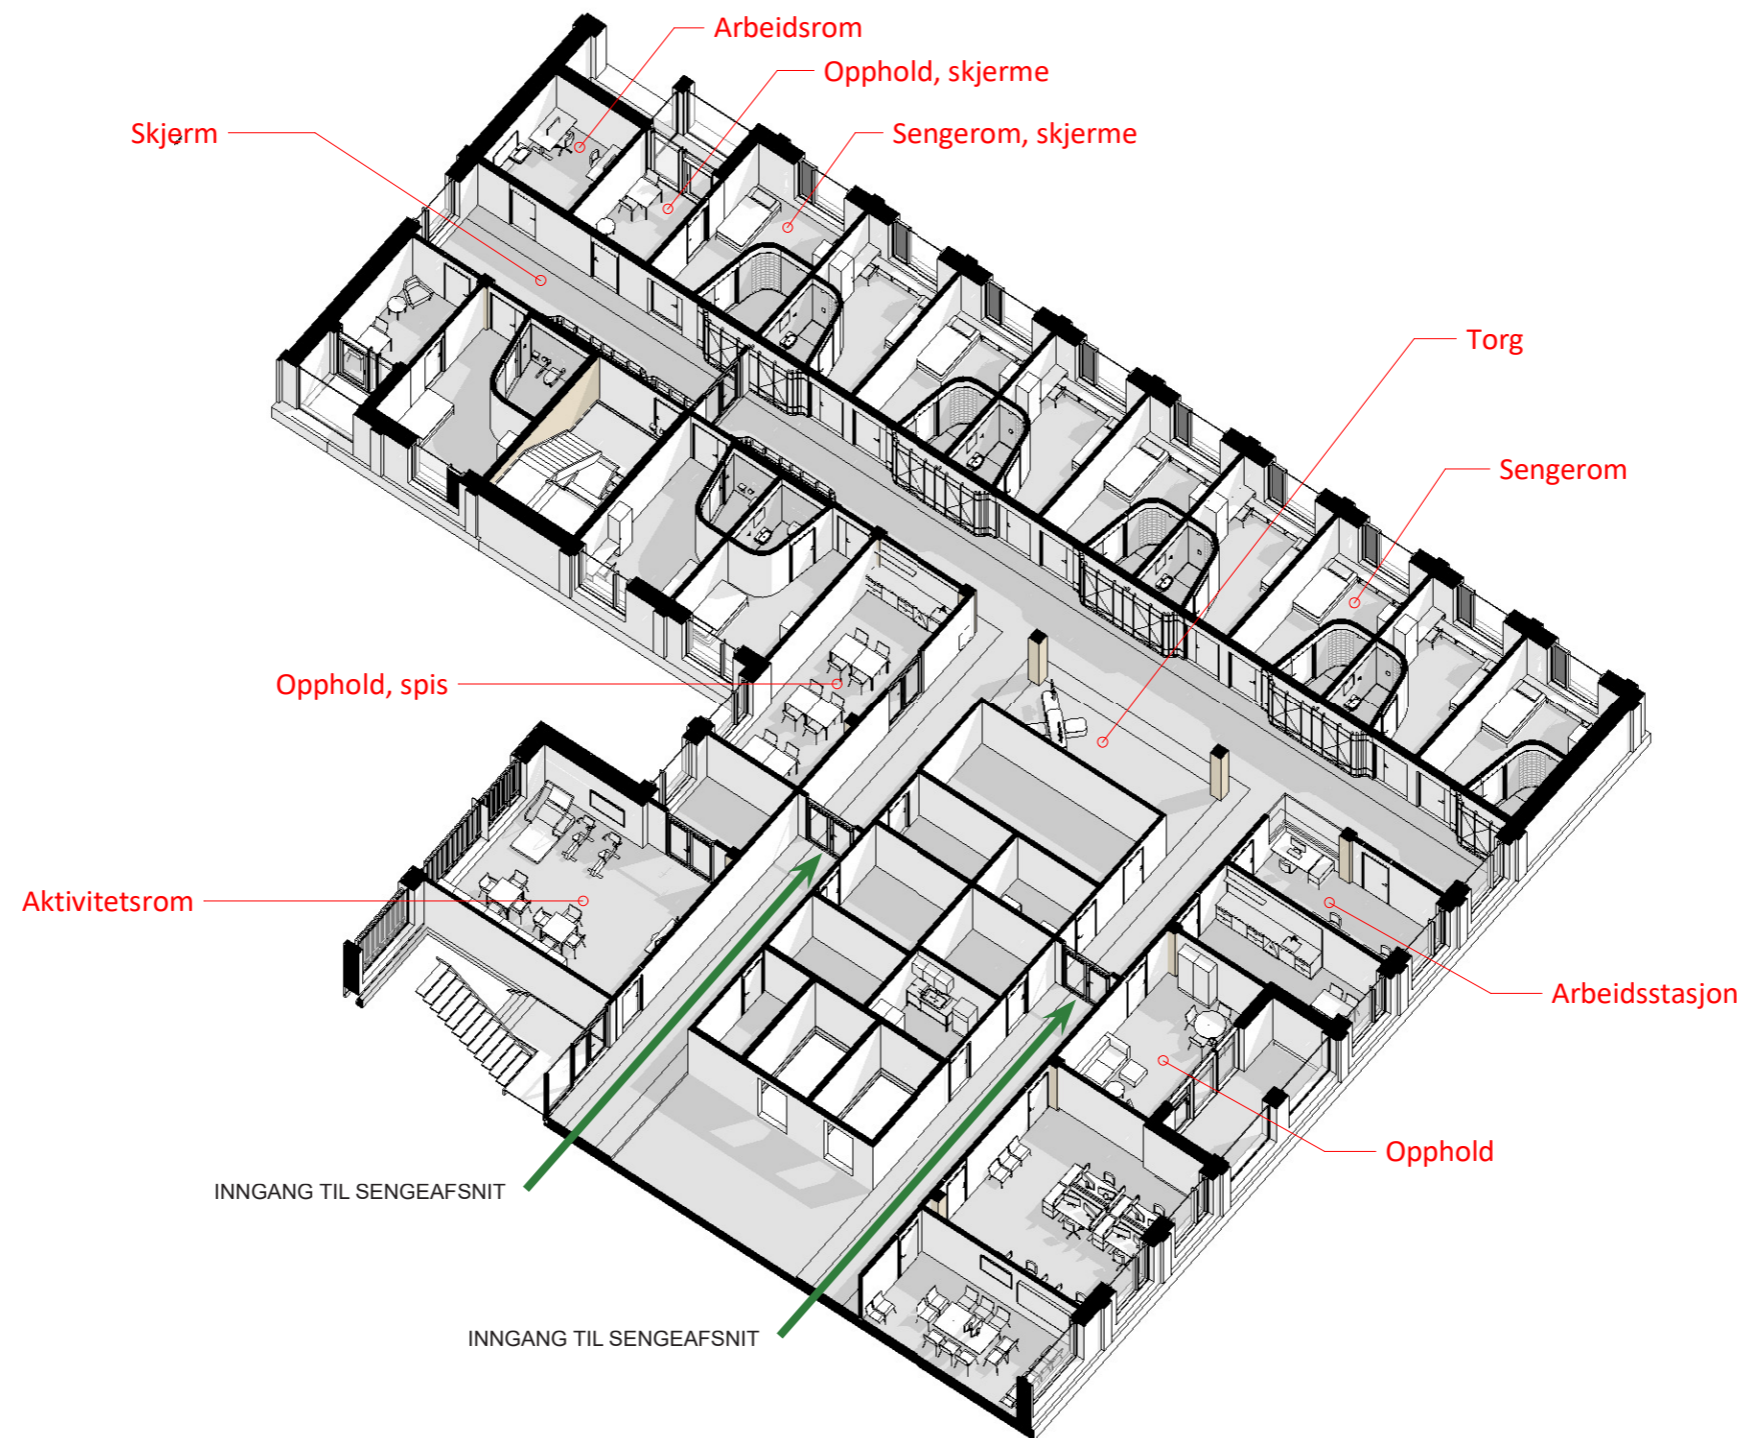 Arbeidsrom
Opphold, skjerme
Skjerm
Sengerom, skjerme
Torg
Sengerom
Opphold, spis
Aktivitetsrom
Arbeidsstasjon
Opphold
INNGANG TIL SENGEAFSNIT
INNGANG TIL SENGEAFSNIT